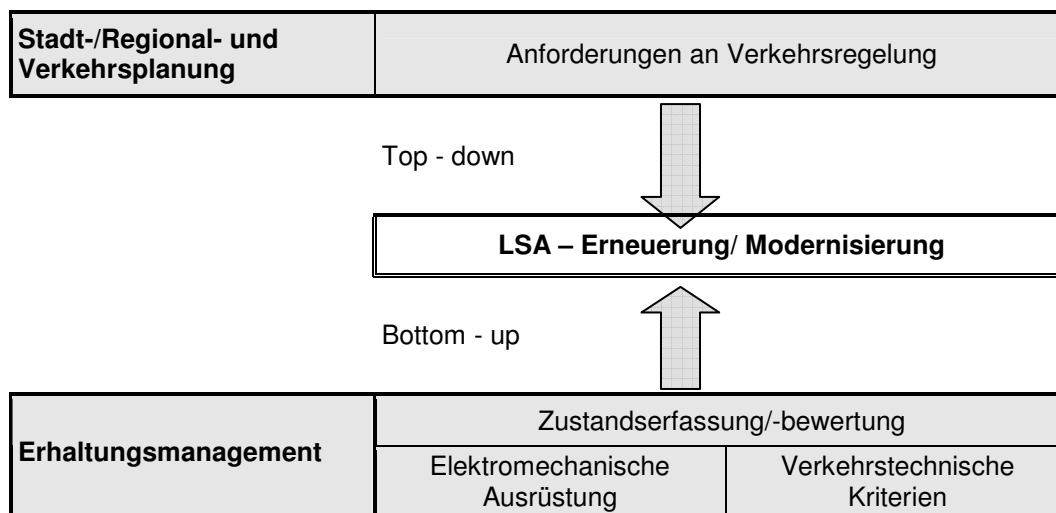 Stadt-/Regional- und
Verkehrsplanung
Anforderungen an Verkehrsregelung
Top - down
LSA – Erneuerung/ Modernisierung
Bottom - up
Erhaltungsmanagement
Zustandserfassung/-bewertung
Elektromechanische
Ausrüstung
Verkehrstechnische
Kriterien